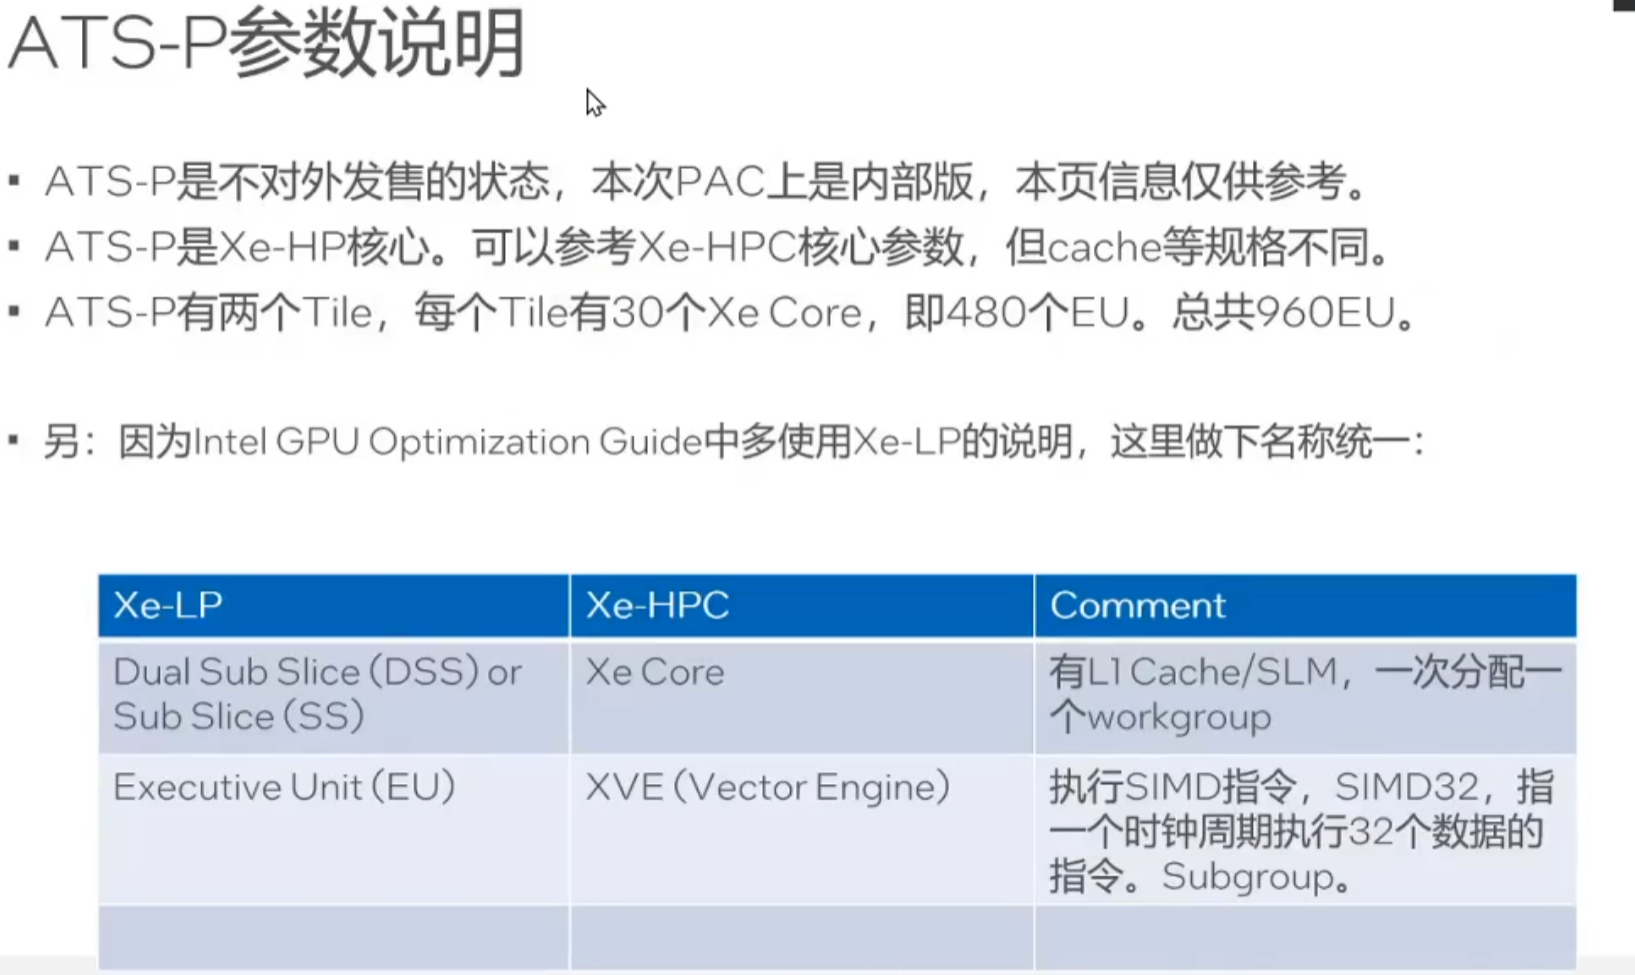 ATS-P参数说明
▪ ATS-P是不对外发售的状态，本次PAC上是内部版，本页信息仅供参考。
▪ ATS-P是Xe-HP核心。可以参考Xe-HPC核心参数，但cache等规格不同。
▪ ATS-P有两个Tile，每个Tile有30个Xe Core，即480个EU。总共960EU。
▪ 另：因为Intel GPU Optimization Guide中多使用Xe-LP的说明，这里做下名称统一：
Xe-LP
Xe-HPC
Comment
Dual Sub Slice (DSS) or
Sub Slice (SS)
Xe Core
有L1 Cache/SLM，一次分配一
个workgroup
Executive Unit (EU)
XVE (Vector Engine)
执行SIMD指令，SIMD32，指
一个时钟周期执行32个数据的
指令。Subgroup。